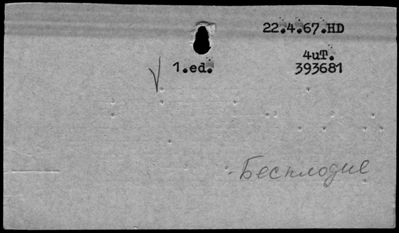 22.4.67.HD
4uT.
1.ed. 393681
Бесплодие